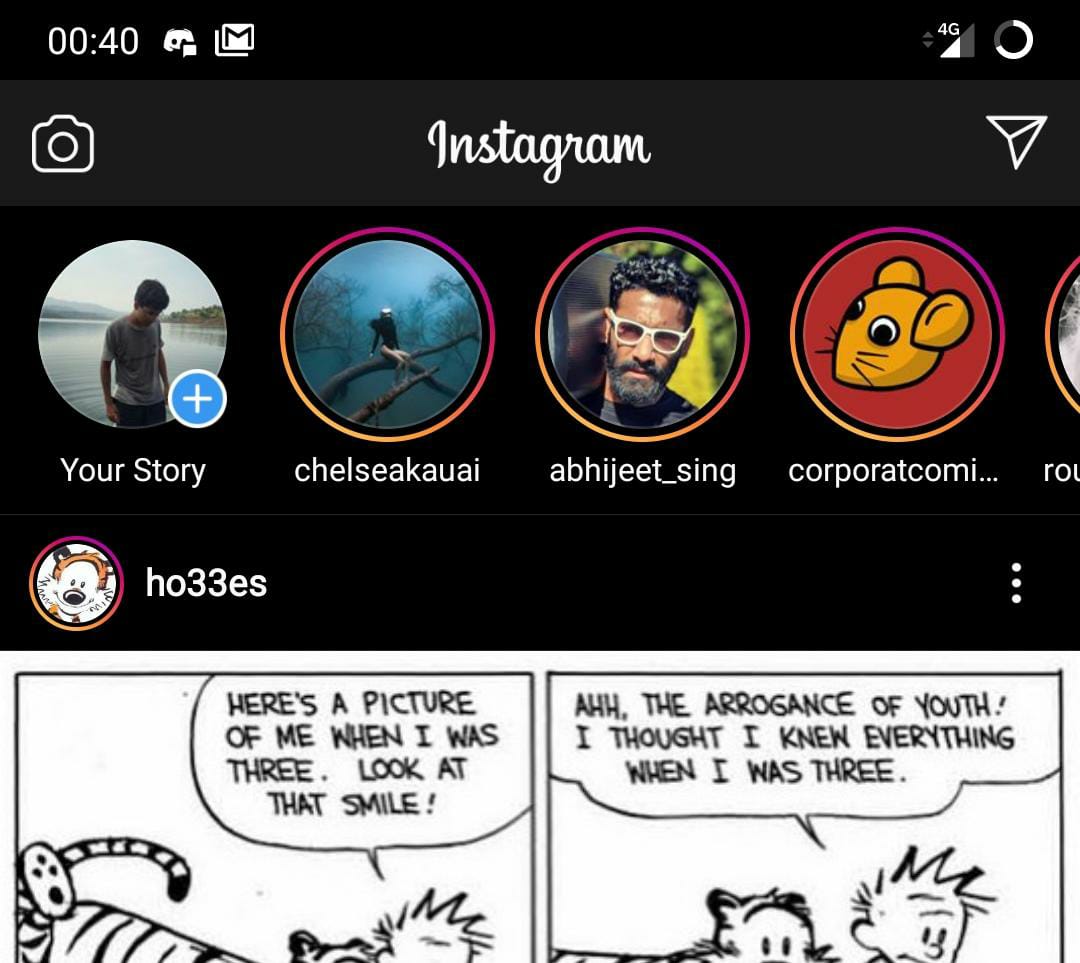 00:40
4G
Instagram
Your Story
chelseakauai
abhijeet_sing
corporatcomi...
rou
ho33es
HERE'S A PICTURE
OF ME WHEN I WAS
THREE. LOOK AT
THAT SMILE!
AHH, THE ARROGANCE OF YOUTH!
I THOUGHT I KNEW EVERYTHING
WHEN I WAS THREE.